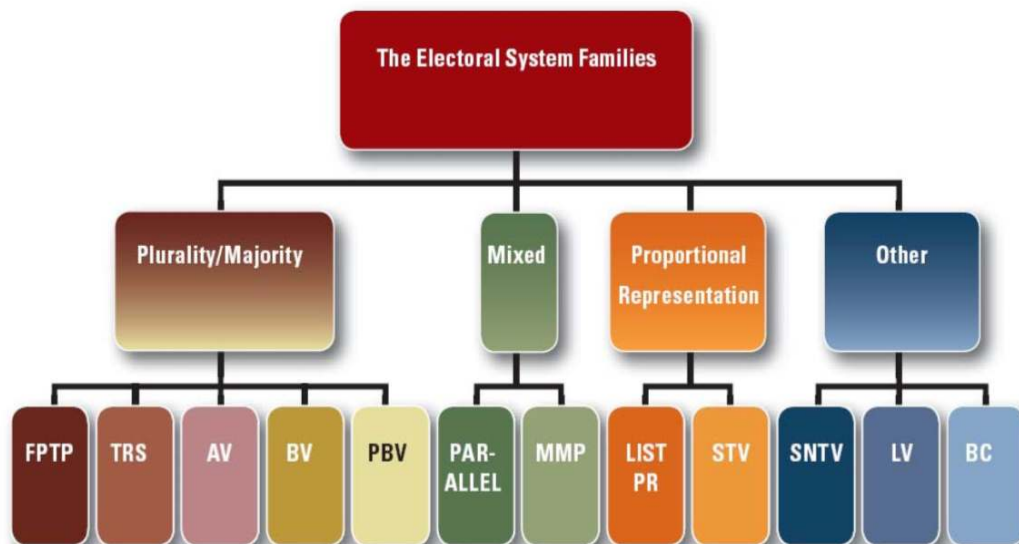 The Electoral System Families
Plurality/Majority
Mixed
Proportional
Representation
Other
FPTP
TRS
AV
BV
PBV
PAR-
ALLEL
MMP
LIST
PR
STV
SNTV
LV
BC